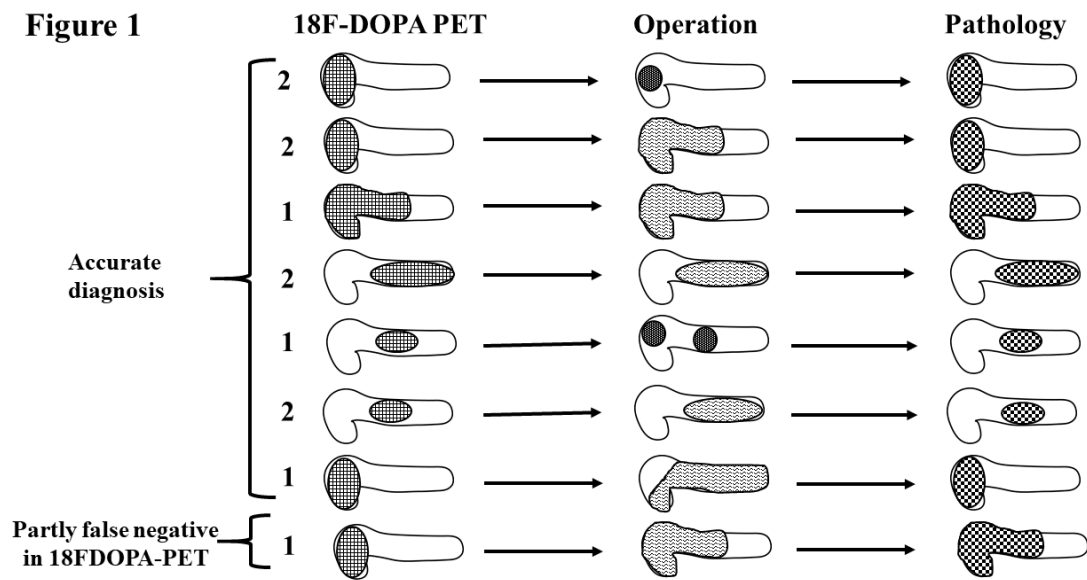 Figure 1
18F-DOPA PET
Operation
Pathology
2
2
1
2
1
2
1
1
Accurate
diagnosis
Partly false negative
in 18FDOPA-PET